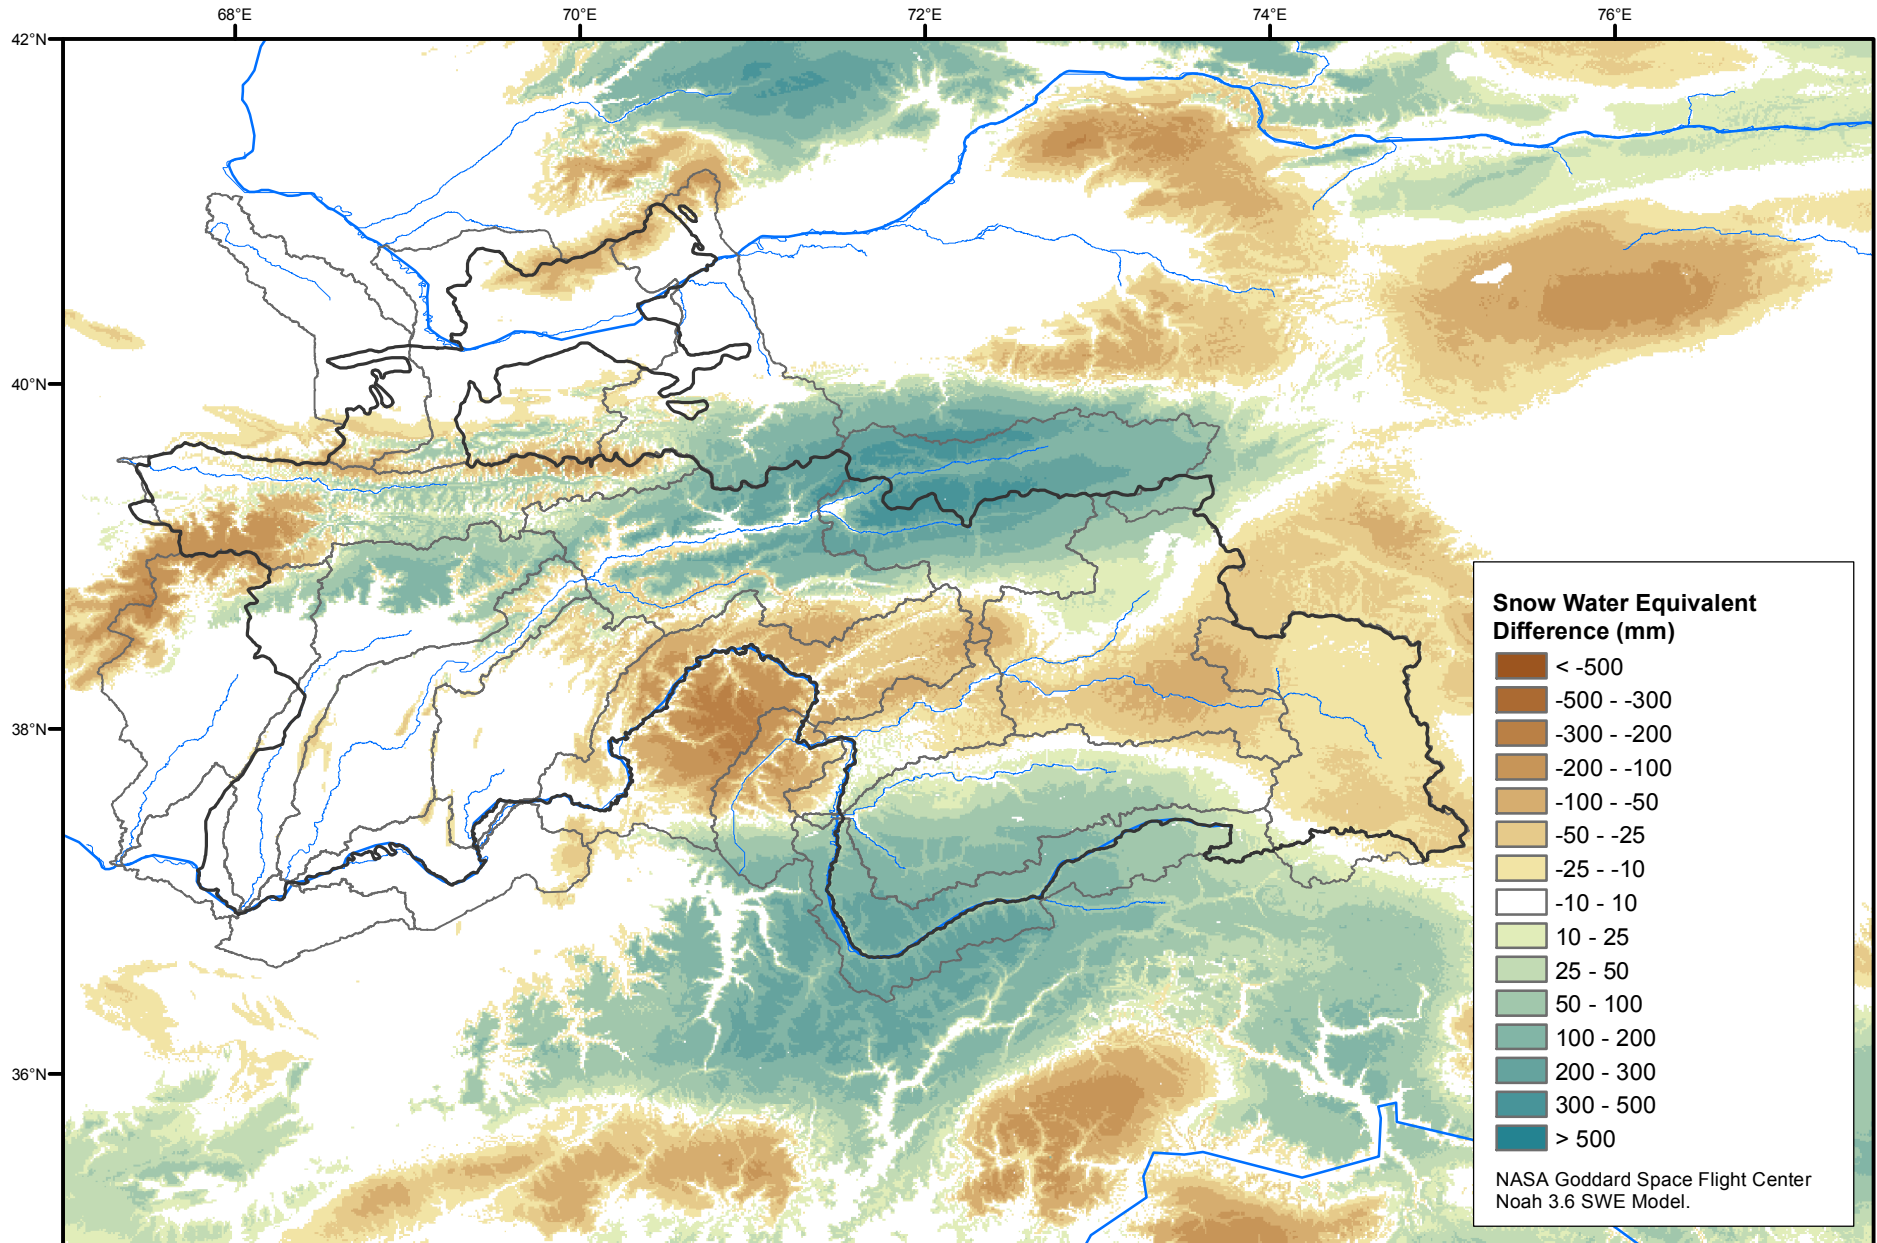 68°E 70°E 72°E 74°E 76°E
42°N
40°N
38°N
36°N
Snow Water Equivalent
Difference (mm)
< -500
-500 - -300
-300 - -200
-200 - -100
-100 - -50
-50 - -25
-25 - -10
-10 - 10
10 - 25
25 - 50
50 - 100
100 - 200
200 - 300
300 - 500
> 500
NASA Goddard Space Flight Center
Noah 3.6 SWE Model.